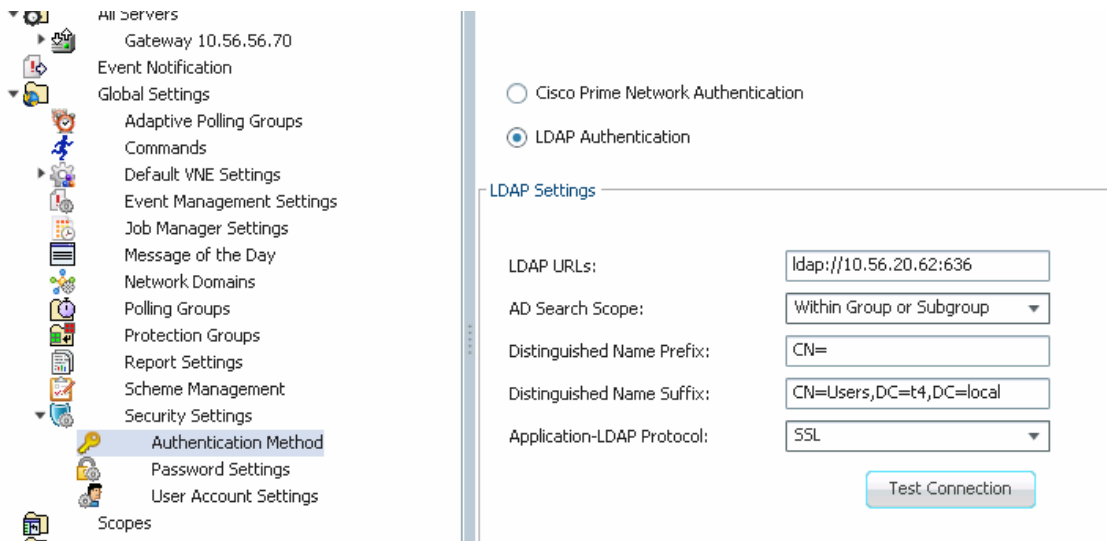 All Servers
Gateway 10.56.56.70
Event Notification
Global Settings
Adaptive Polling Groups
Commands
Default VNE Settings
Event Management Settings
Job Manager Settings
Message of the Day
Network Domains
Polling Groups
Protection Groups
Report Settings
Scheme Management
Security Settings
Authentication Method
Password Settings
User Account Settings
Scopes
Cisco Prime Network Authentication
LDAP Authentication
LDAP Settings
LDAP URLs: ldap://10.56.20.62:636
AD Search Scope: Within Group or Subgroup
Distinguished Name Prefix: CN=
Distinguished Name Suffix: CN=Users,DC=t4,DC=local
Application-LDAP Protocol: SSL
Test Connection